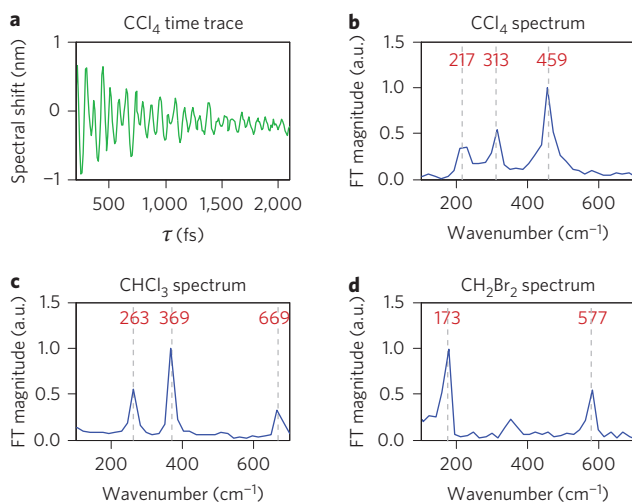 a CCl4 time trace
Spectral shift (nm)
1
0
−1
500 1,000 1,500 2,000
τ (fs)
b CCl4 spectrum
FT magnitude (a.u.)
1.5
1.0
0.5
0.0
217 313 459
200 400 600
Wavenumber (cm−1)
c CHCl3 spectrum
FT magnitude (a.u.)
1.5
1.0
0.5
0.0
263 369 669
200 400 600
Wavenumber (cm−1)
d CH2Br2 spectrum
FT magnitude (a.u.)
1.5
1.0
0.5
0.0
173 577
200 400 600
Wavenumber (cm−1)